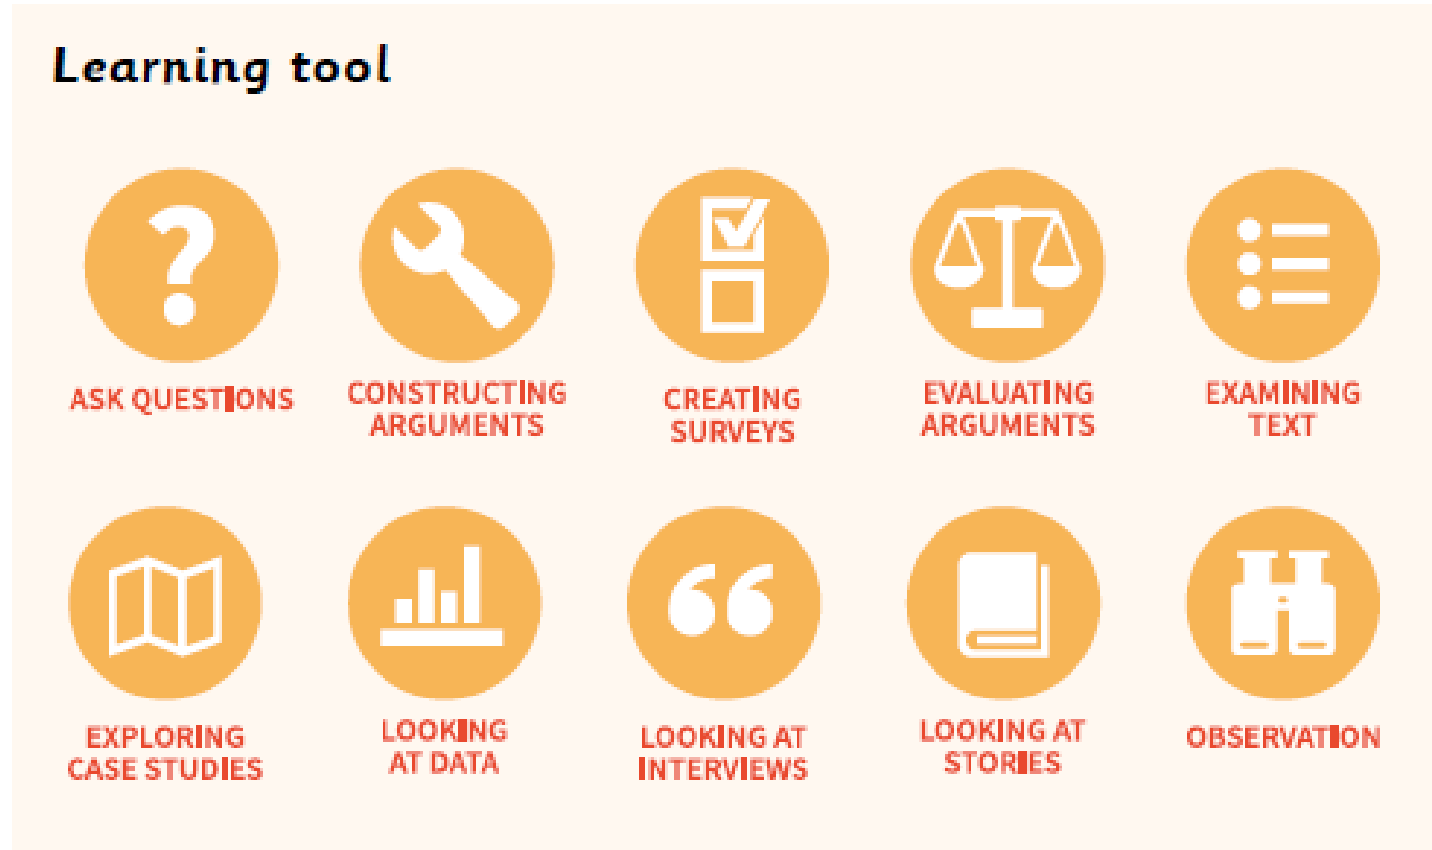 Learning tool
ASK QUESTIONS
CONSTRUCTING
ARGUMENTS
CREATING
SURVEYS
EVALUATING
ARGUMENTS
EXAMINING
TEXT
EXPLORING
CASE STUDIES
LOOKING
AT DATA
LOOKING AT
INTERVIEWS
LOOKING AT
STORIES
OBSERVATION